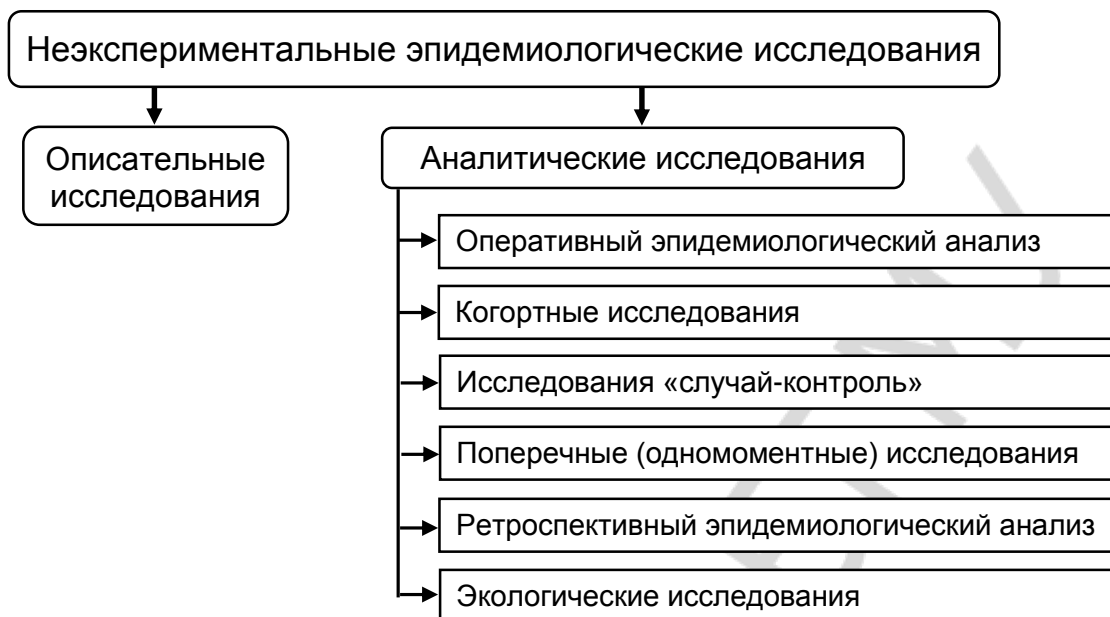 Неэкспериментальные эпидемиологические исследования
Описательные
исследования
Аналитические исследования
Оперативный эпидемиологический анализ
Когортные исследования
Исследования «случай-контроль»
Поперечные (одномоментные) исследования
Ретроспективный эпидемиологический анализ
Экологические исследования